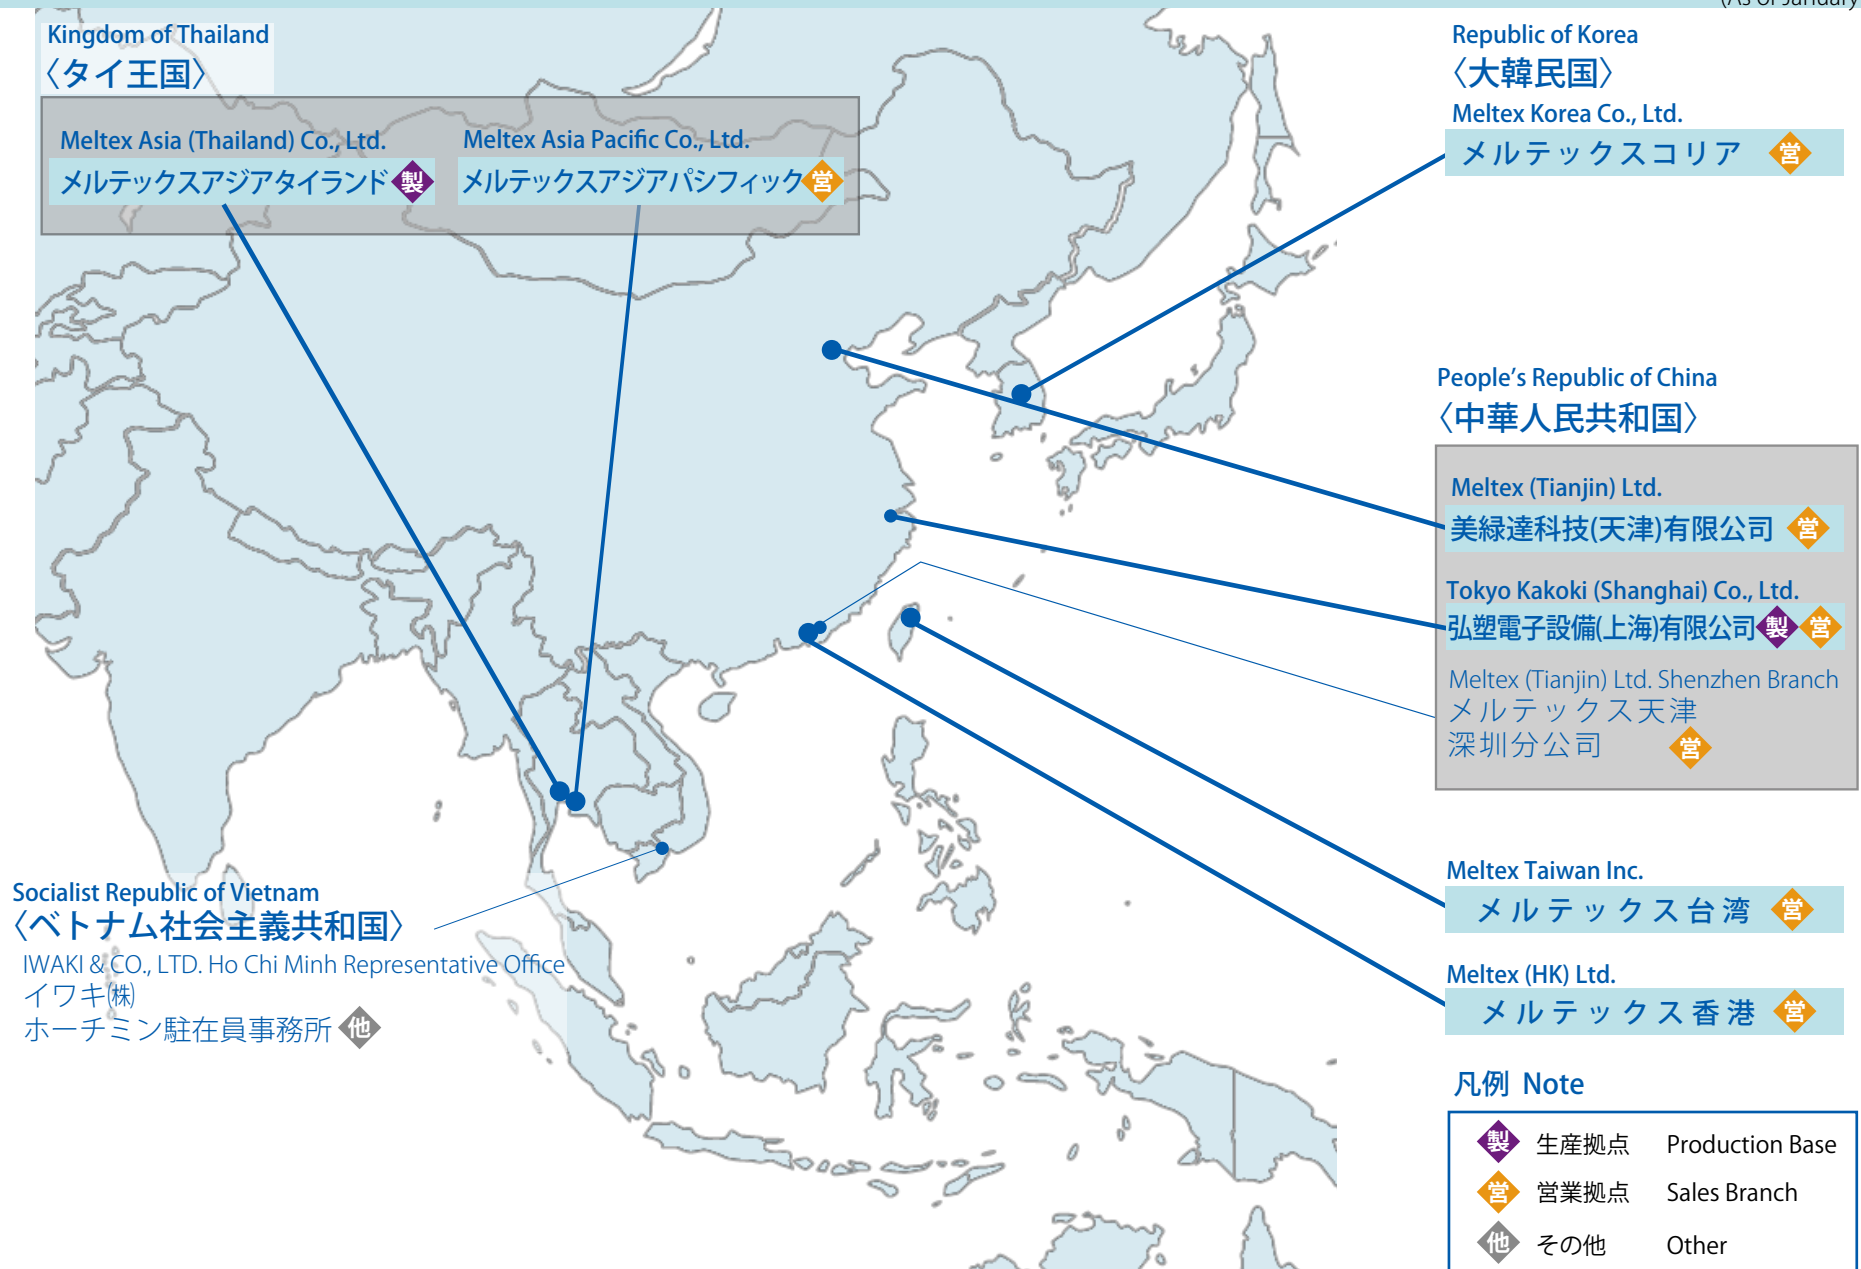 (As of January
Kingdom of Thailand
〈タイ王国〉
Meltex Asia (Thailand) Co., Ltd.
メルテックスアジアタイランド 製
Meltex Asia Pacific Co., Ltd.
メルテックスアジアパシフィック 営
Republic of Korea
〈大韓民国〉
Meltex Korea Co., Ltd.
メルテックスコリア 営
People's Republic of China
〈中華人民共和国〉
Meltex (Tianjin) Ltd.
美緑達科技(天津)有限公司 営
Tokyo Kakoki (Shanghai) Co., Ltd.
弘塑電子設備(上海)有限公司 製 営
Meltex (Tianjin) Ltd. Shenzhen Branch
メルテックス天津
深圳分公司 営
Socialist Republic of Vietnam
〈ベトナム社会主義共和国〉
IWAKI & CO., LTD. Ho Chi Minh Representative Office
イワキ㈱
ホーチミン駐在員事務所 他
Meltex Taiwan Inc.
メルテックス台湾 営
Meltex (HK) Ltd.
メルテックス香港 営
凡例 Note
製 生産拠点 Production Base
営 営業拠点 Sales Branch
他 その他 Other